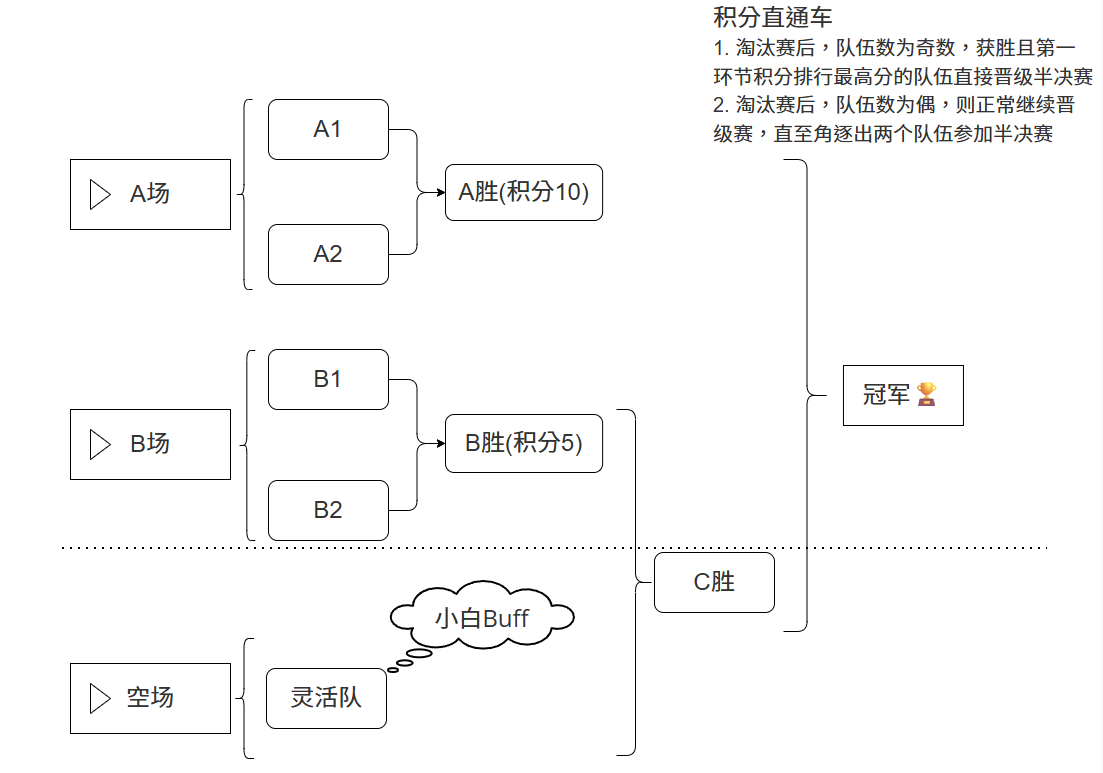 积分直通车
1. 淘汰赛后，队伍数为奇数，获胜且第一
环节积分排行最高分的队伍直接晋级半决赛
2. 淘汰赛后，队伍数为偶，则正常继续晋
级赛，直至角逐出两个队伍参加半决赛
A1
A场
A胜(积分10)
A2
B1
冠军🏆
B场
B胜(积分5)
B2
C胜
小白Buff
空场
灵活队